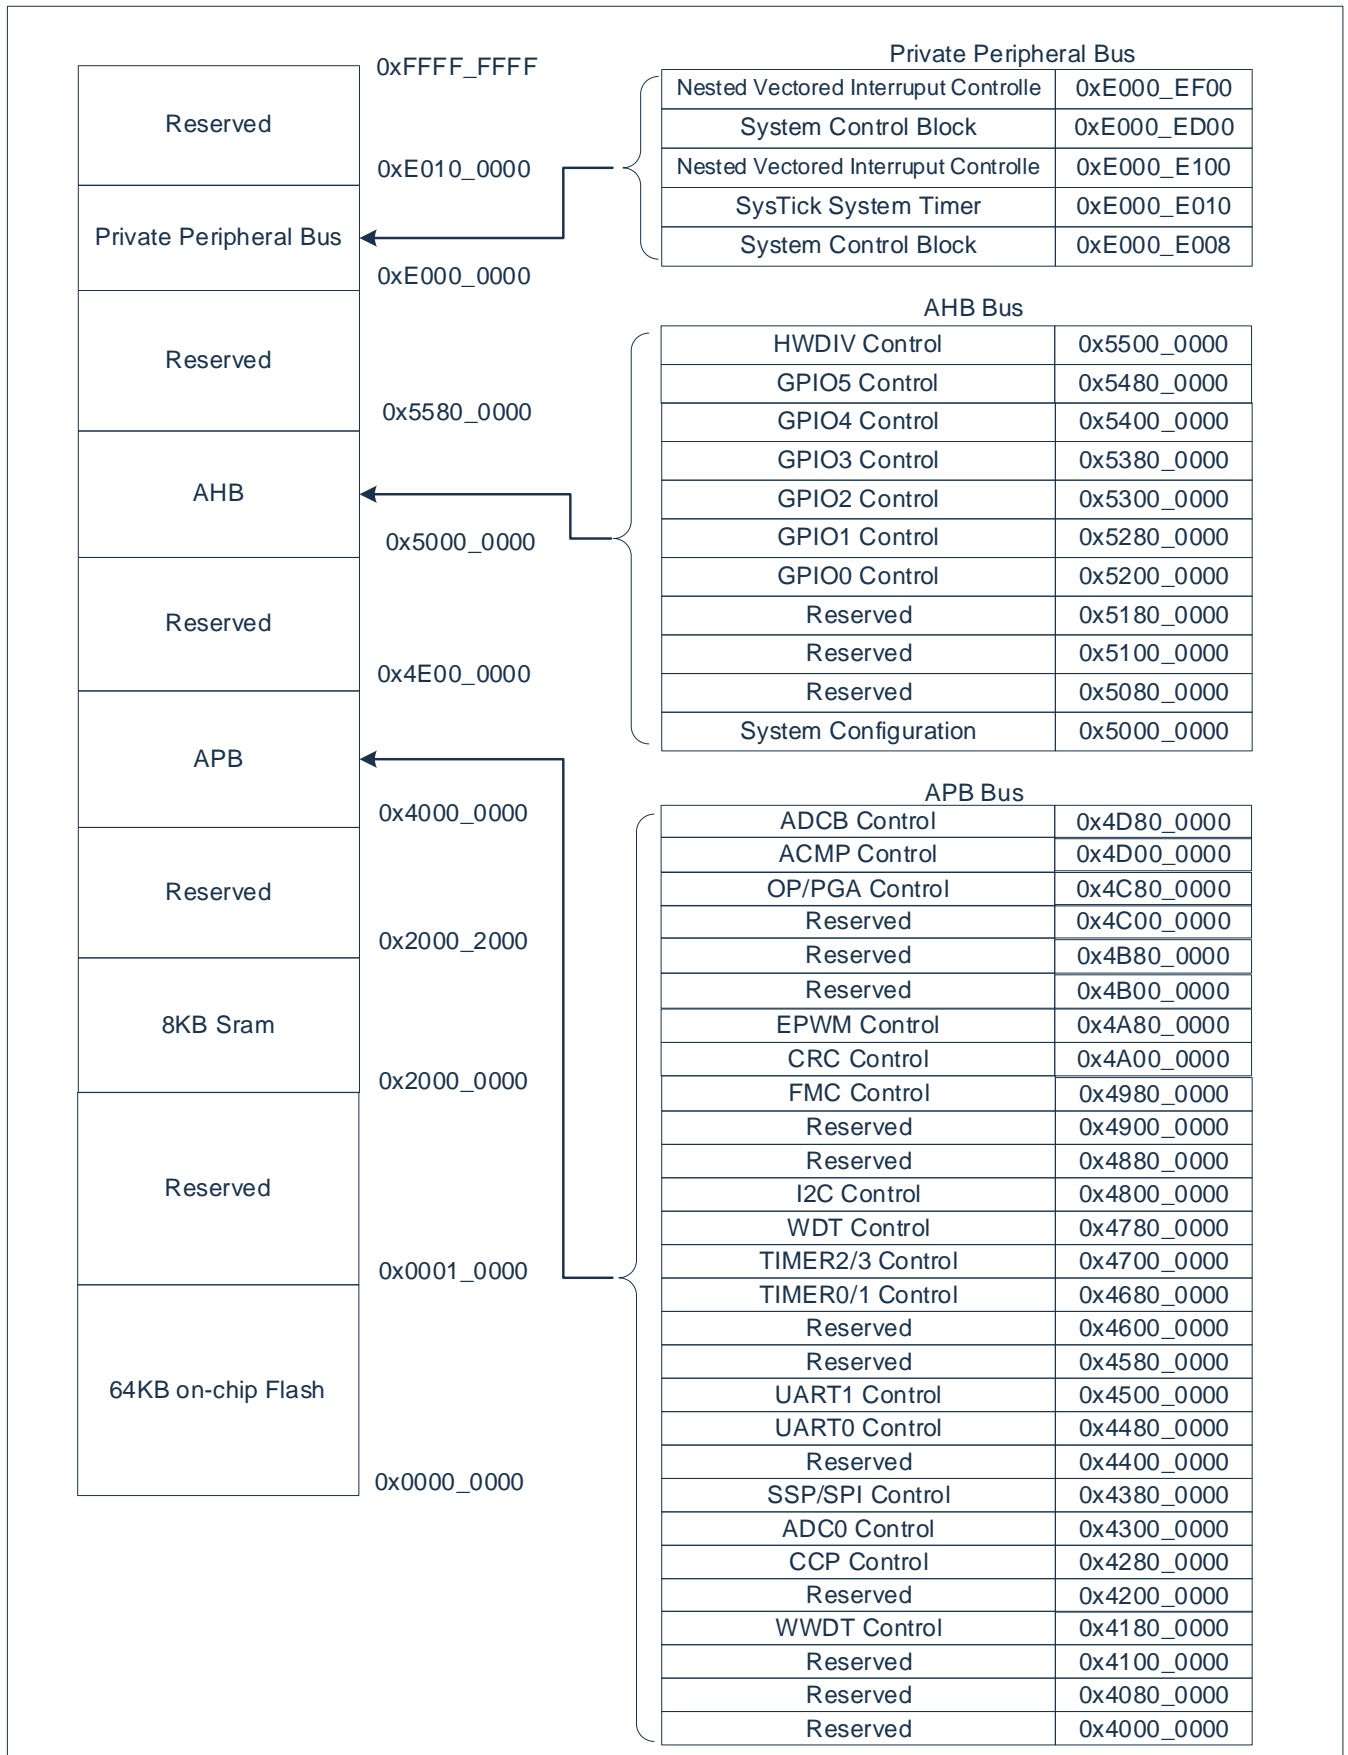 0xFFFF_FFFF
Reserved
0xE010_0000
Private Peripheral Bus
0xE000_0000
Reserved
0x5580_0000
AHB
0x5000_0000
Reserved
0x4E00_0000
APB
0x4000_0000
Reserved
0x2000_2000
8KB Sram
0x2000_0000
Reserved
0x0001_0000
64KB on-chip Flash
0x0000_0000
Private Peripheral Bus
Nested Vectored Interruput Controlle 0xE000_EF00
System Control Block 0xE000_ED00
Nested Vectored Interruput Controlle 0xE000_E100
SysTick System Timer 0xE000_E010
System Control Block 0xE000_E008
AHB Bus
HWDIV Control 0x5500_0000
GPIO5 Control 0x5480_0000
GPIO4 Control 0x5400_0000
GPIO3 Control 0x5380_0000
GPIO2 Control 0x5300_0000
GPIO1 Control 0x5280_0000
GPIO0 Control 0x5200_0000
Reserved 0x5180_0000
Reserved 0x5100_0000
Reserved 0x5080_0000
System Configuration 0x5000_0000
APB Bus
ADCB Control 0x4D80_0000
ACMP Control 0x4D00_0000
OP/PGA Control 0x4C80_0000
Reserved 0x4C00_0000
Reserved 0x4B80_0000
Reserved 0x4B00_0000
EPWM Control 0x4A80_0000
CRC Control 0x4A00_0000
FMC Control 0x4980_0000
Reserved 0x4900_0000
Reserved 0x4880_0000
I2C Control 0x4800_0000
WDT Control 0x4780_0000
TIMER2/3 Control 0x4700_0000
TIMER0/1 Control 0x4680_0000
Reserved 0x4600_0000
Reserved 0x4580_0000
UART1 Control 0x4500_0000
UART0 Control 0x4480_0000
Reserved 0x4400_0000
SSP/SPI Control 0x4380_0000
ADC0 Control 0x4300_0000
CCP Control 0x4280_0000
Reserved 0x4200_0000
WWDT Control 0x4180_0000
Reserved 0x4100_0000
Reserved 0x4080_0000
Reserved 0x4000_0000